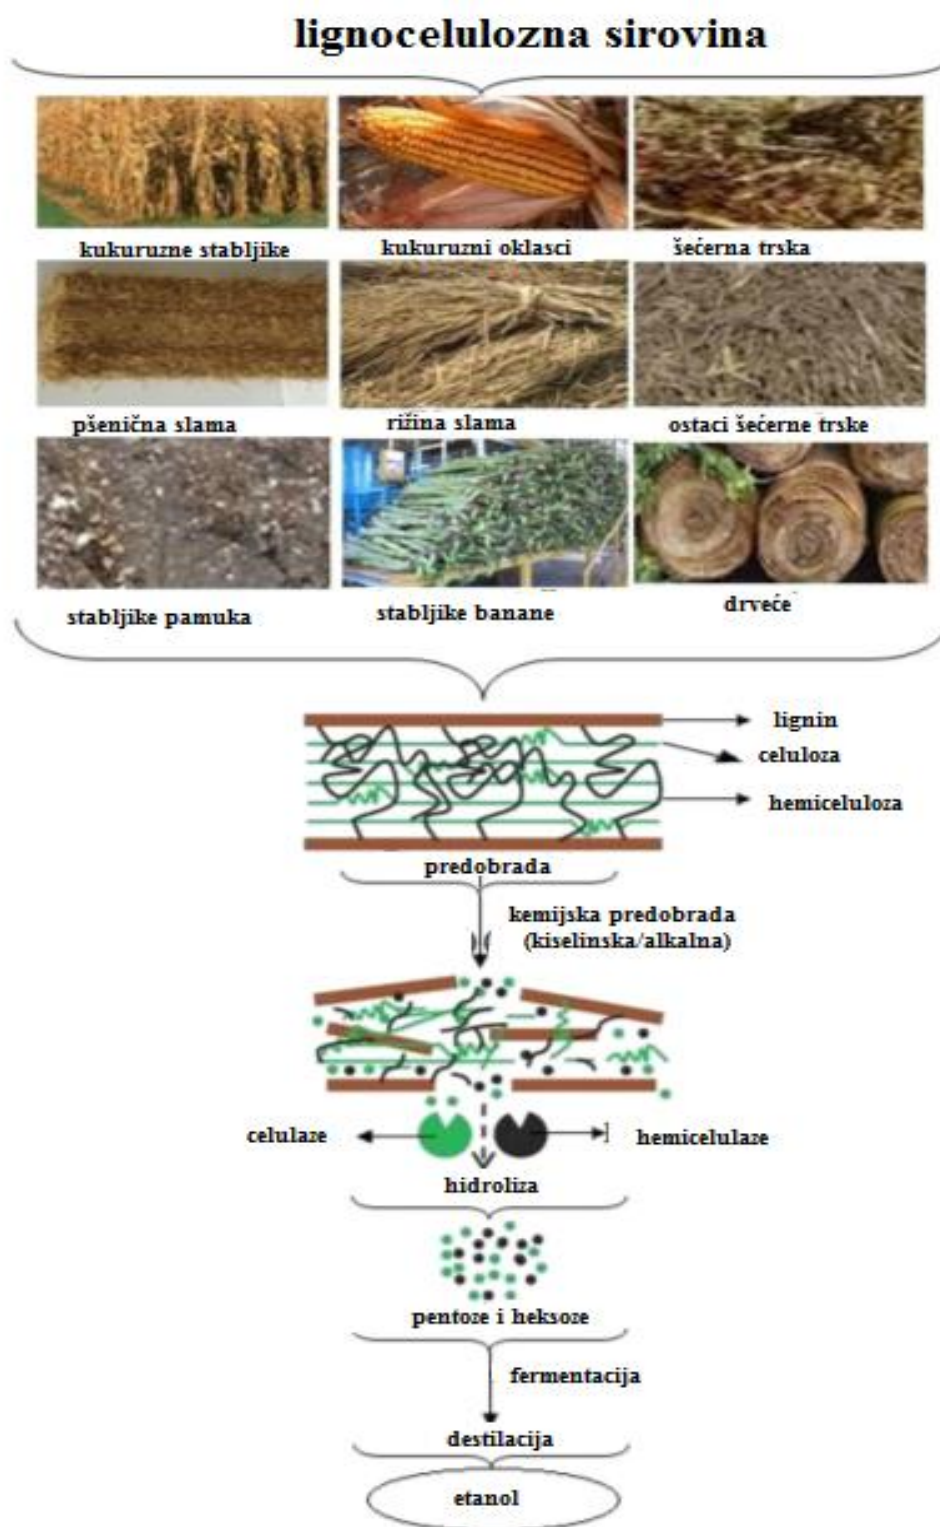 lignocelulozna sirovina
kukuruzne stabljike
kukuruzni oklasci
šećerna trska
pšenična slama
rižina slama
ostaci šećerne trske
stabljike pamuka
stabljike banane
drveće
lignin
celuloza
hemiceluloza
predobrada
kemijska predobrada
(kiselinska/alkalna)
celulaze
hemicelulaze
hidroliza
pentoze i heksoze
fermentacija
destilacija
etanol